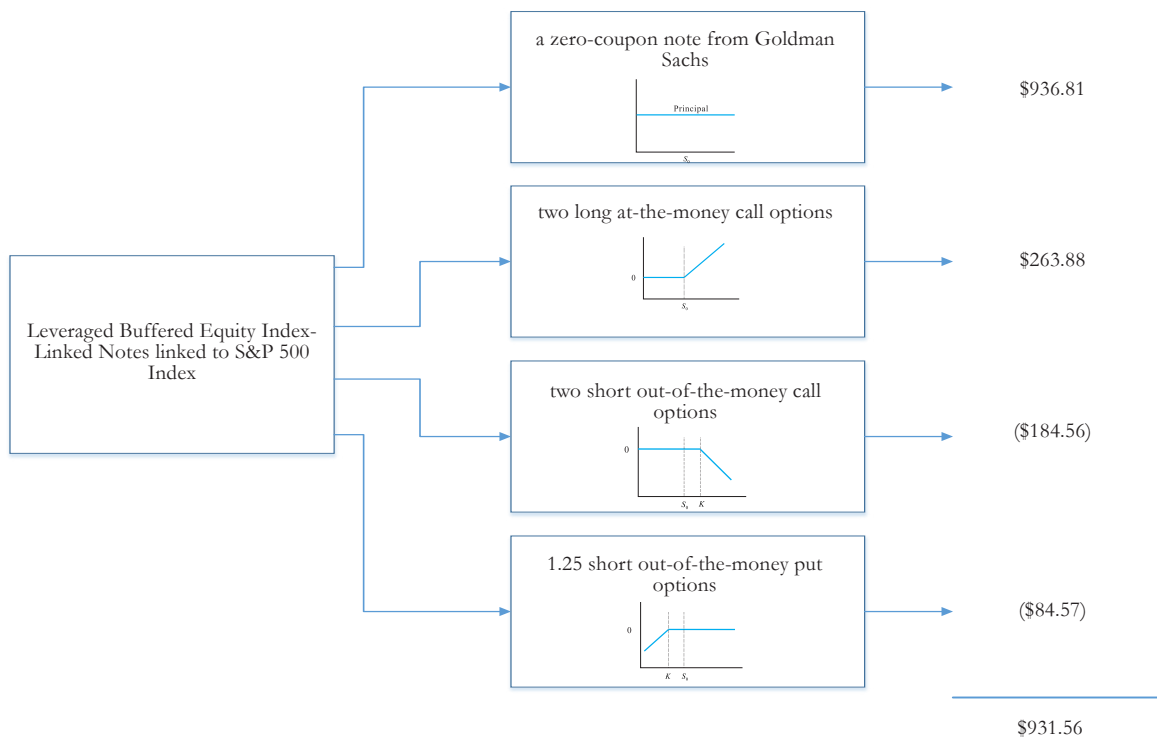 a zero-coupon note from Goldman
Sachs
Principal
S₀
$936.81
two long at-the-money call options
0
S₀
$263.88
Leveraged Buffered Equity Index-
Linked Notes linked to S&P 500
Index
two short out-of-the-money call
options
0
S₀ K
($184.56)
1.25 short out-of-the-money put
options
0
K S₀
($84.57)
$931.56